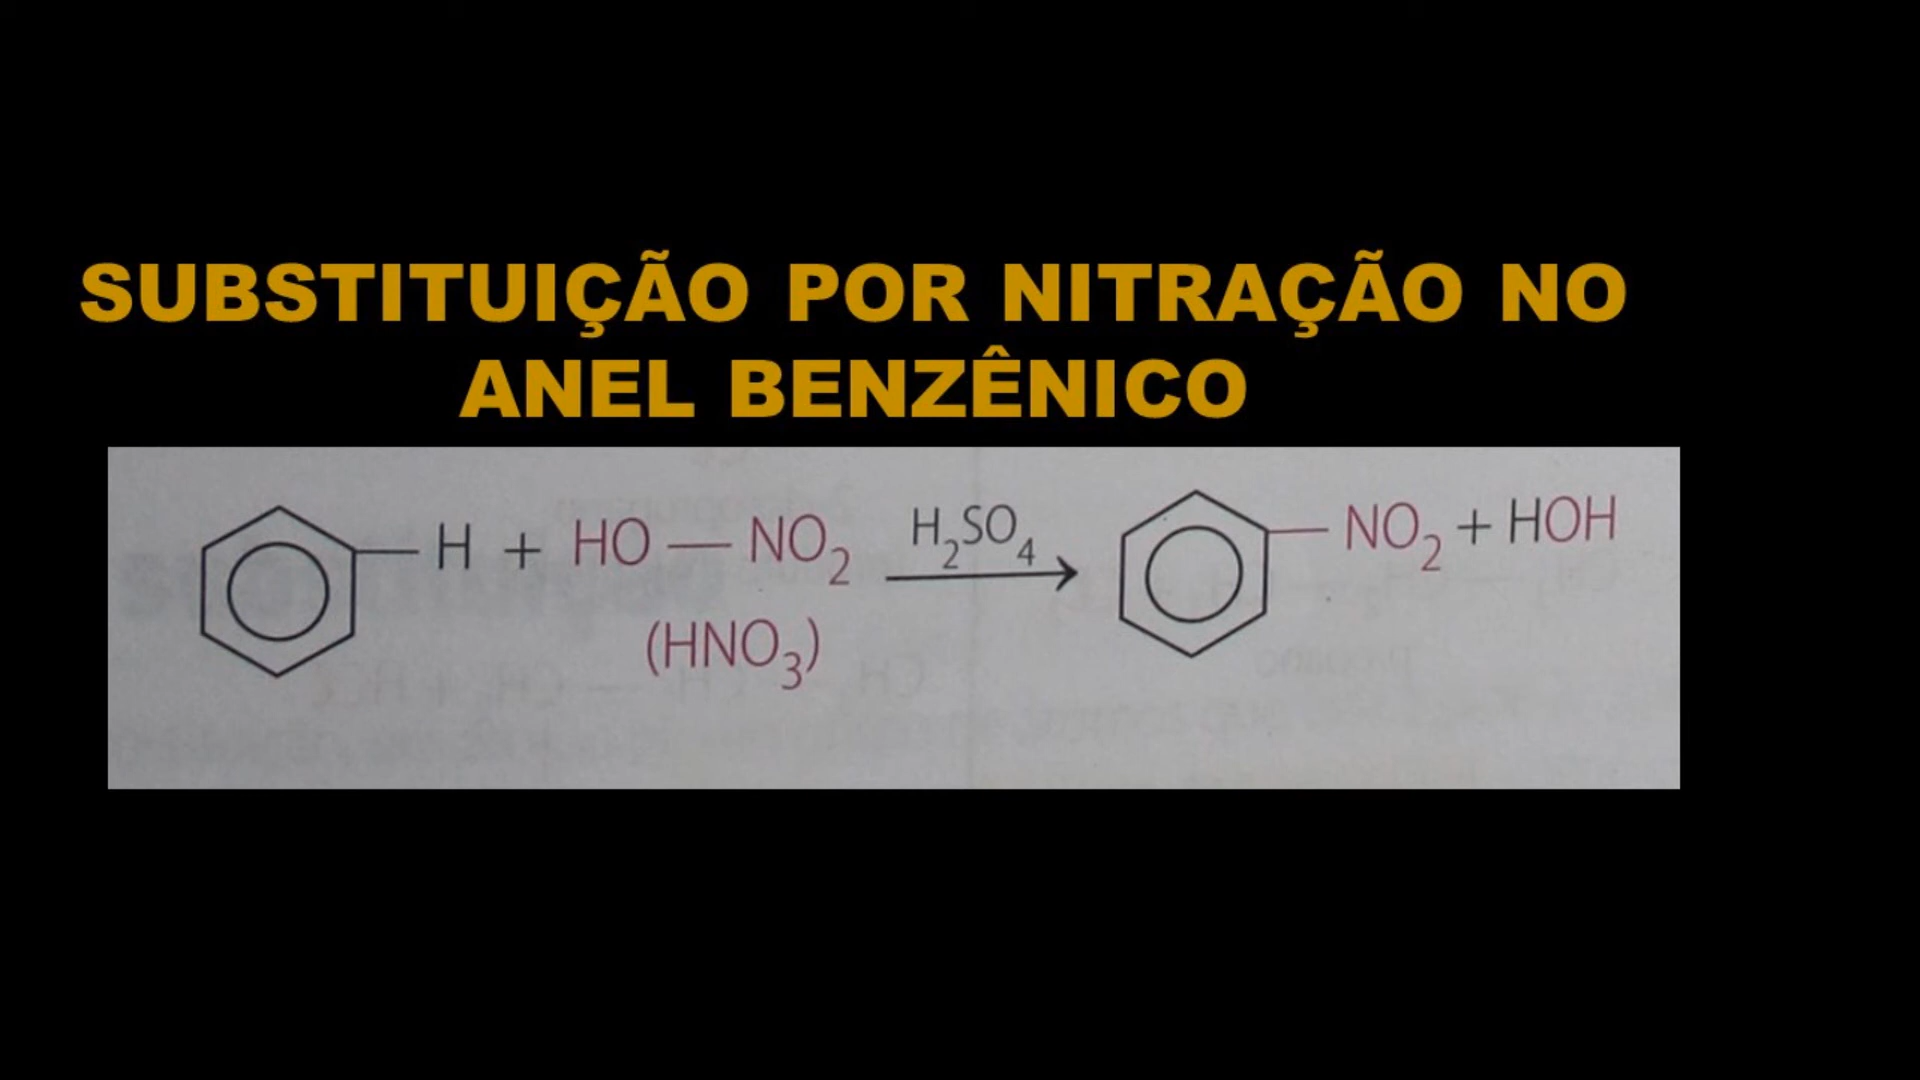 SUBSTITUIÇÃO POR NITRAÇÃO NO
ANEL BENZÊNICO
H + HO — NO₂ H₂SO₄ NO₂ + HOH
(HNO₃)